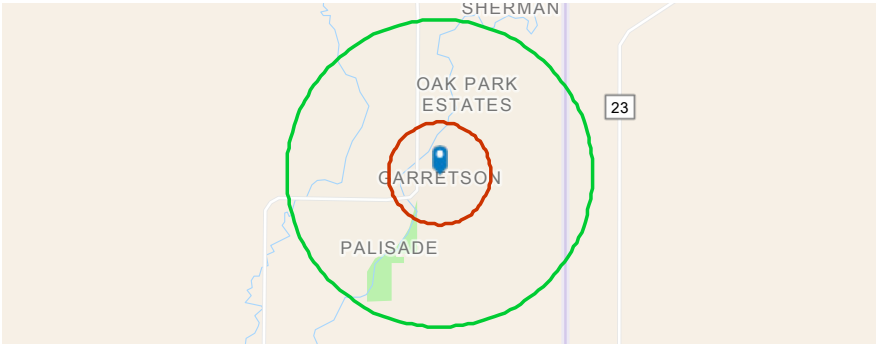 SHERMAN
OAK PARK
ESTATES
23
GARRETSON
PALISADE